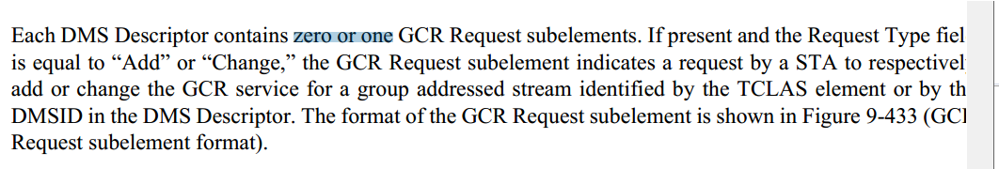 Each DMS Descriptor contains zero or one GCR Request subelements. If present and the Request Type fiel
is equal to “Add” or “Change,” the GCR Request subelement indicates a request by a STA to respectivel
add or change the GCR service for a group addressed stream identified by the TCLAS element or by th
DMSID in the DMS Descriptor. The format of the GCR Request subelement is shown in Figure 9-433 (GC
Request subelement format).